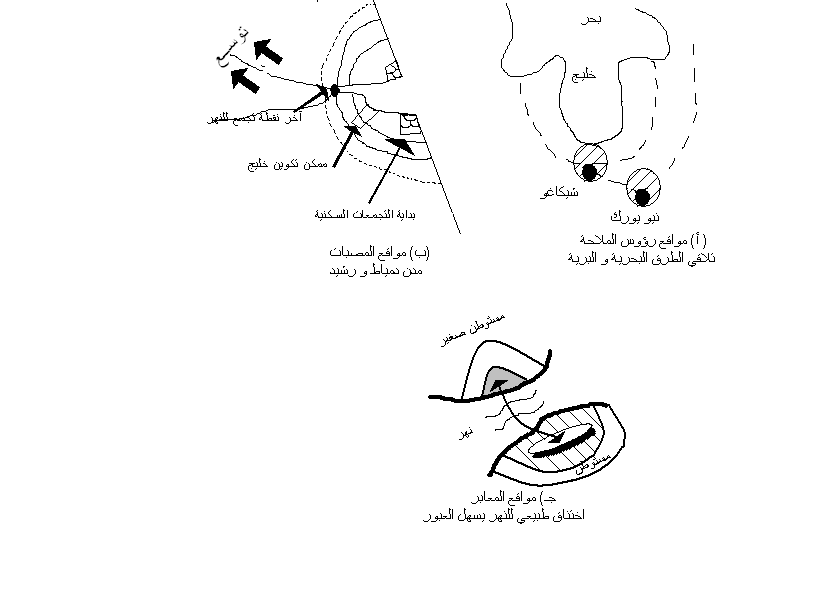 بحر
خليج
شيكاغو
نيو يورك
( أ ) مواقع رؤوس الملاحة
تلاقي الطرق البحرية و البرية
توسع
آخر نقطة تجمع للنهر
ممكن تكوين خليج
بداية التجمعات السكنية
(ب) مواقع المصبات
مدن دمياط و رشيد
مستوطن صغير
نهر
مستوطن
جـ) مواقع المعابر
اختناق طبيعي للنهر يسهل العبور